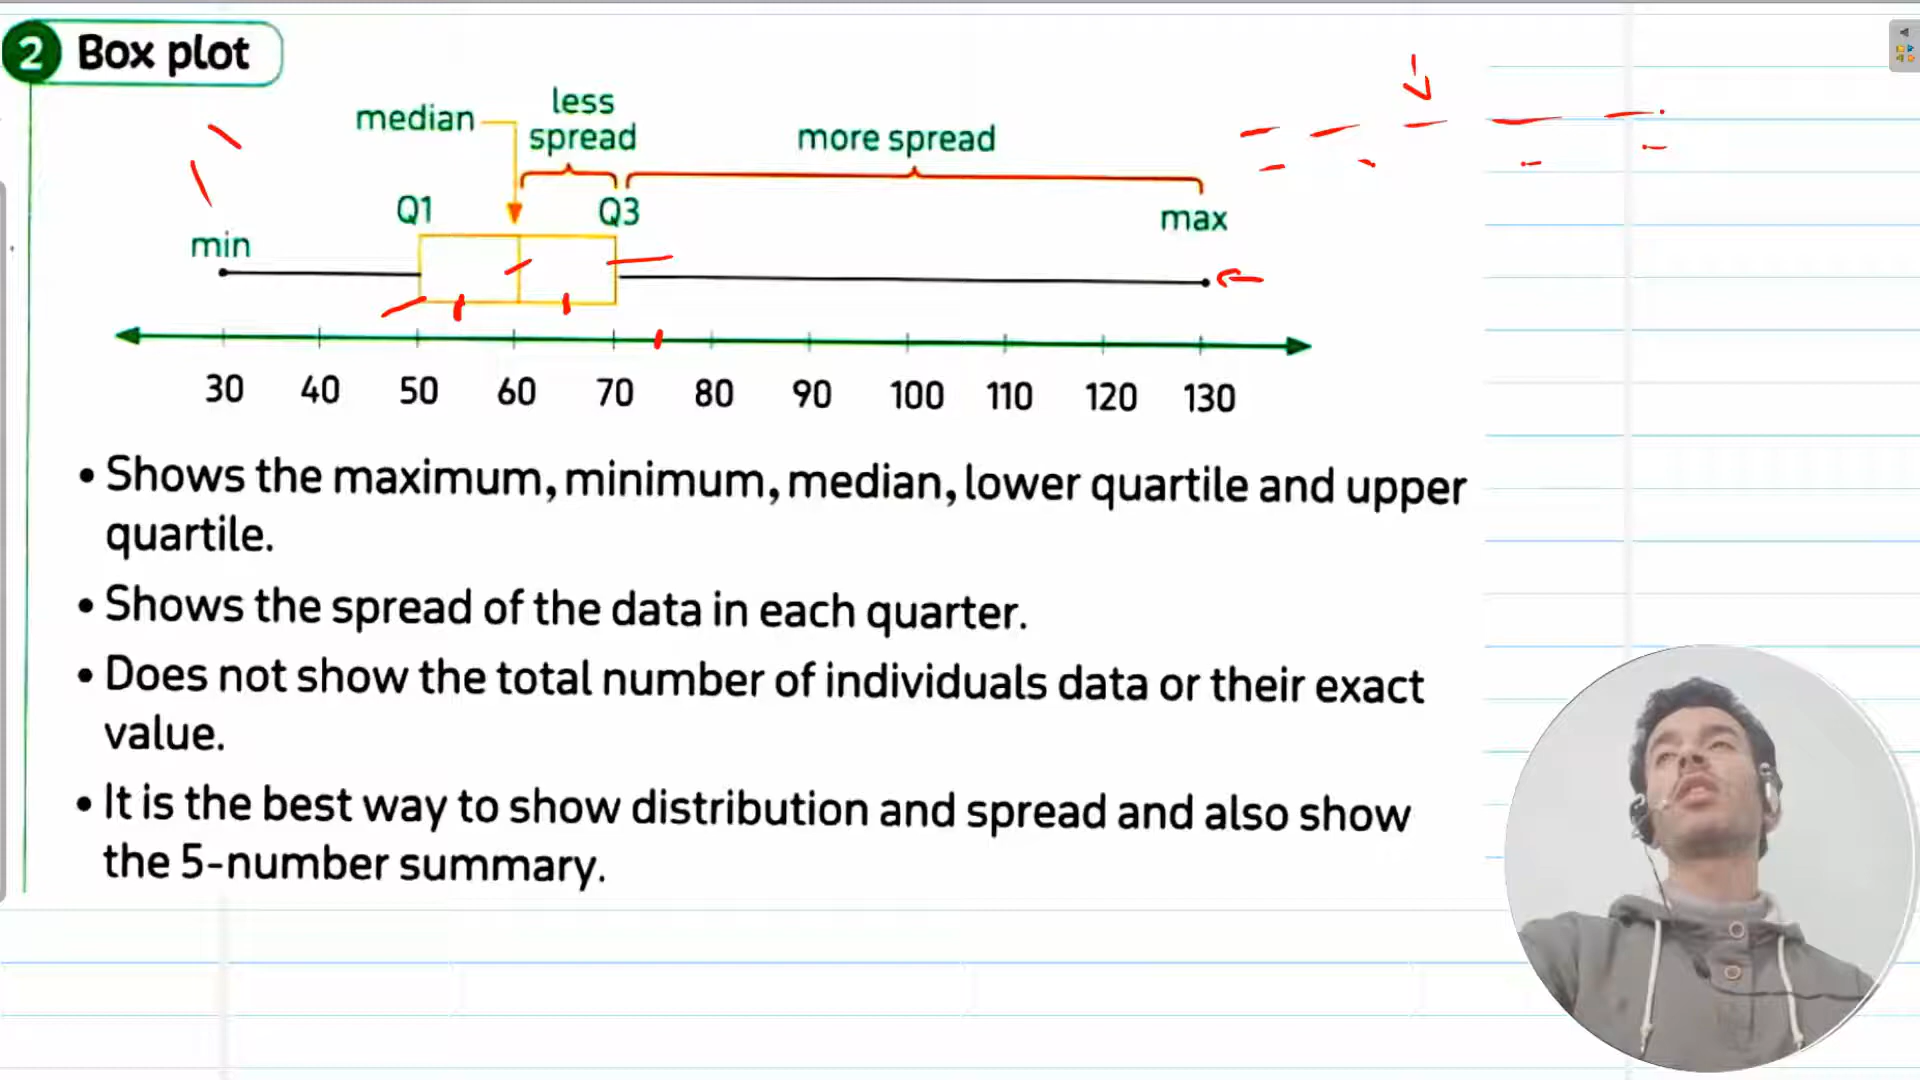 2 Box plot
median
less
spread
more spread
Q1
Q3
max
min
30 40 50 60 70 80 90 100 110 120 130
• Shows the maximum, minimum, median, lower quartile and upper
quartile.
• Shows the spread of the data in each quarter.
• Does not show the total number of individuals data or their exact
value.
• It is the best way to show distribution and spread and also show
the 5-number summary.